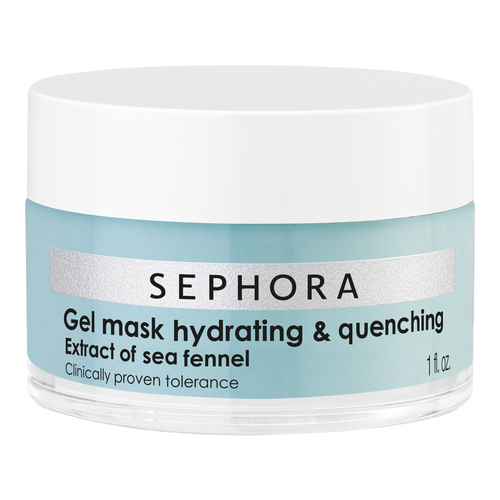 SEPHORA
Gel mask hydrating & quenching
Extract of sea fennel
Clinically proven tolerance
1 fl. oz.